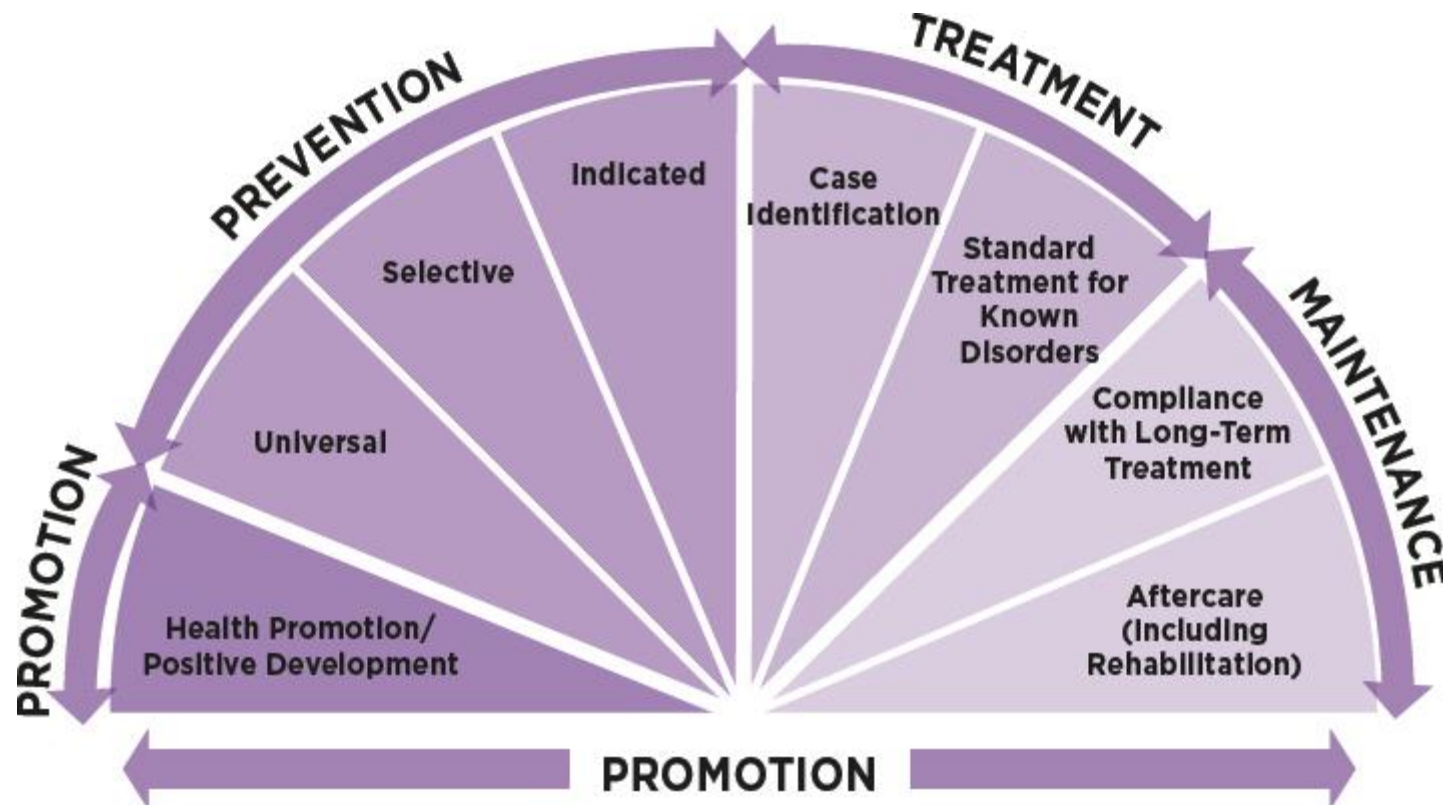 PROMOTION
PREVENTION
TREATMENT
MAINTENANCE
Health Promotion/
Positive Development
Universal
Selective
Indicated
Case
Identification
Standard
Treatment for
Known
Disorders
Compliance
with Long-Term
Treatment
Aftercare
(Including
Rehabilitation)
PROMOTION